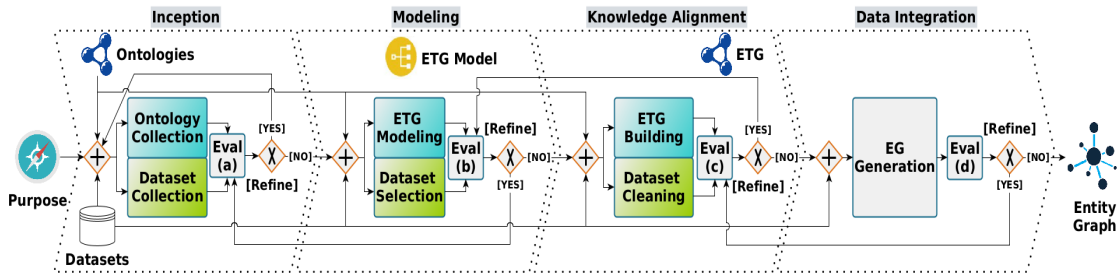 Inception
Modeling
Knowledge Alignment
Data Integration
Ontologies
ETG Model
ETG
Purpose
Datasets
Ontology
Collection
Dataset
Collection
Eval
(a)
[YES]
[NO]
[Refine]
ETG
Modeling
Dataset
Selection
Eval
(b)
[Refine]
[NO]
[YES]
ETG
Building
Dataset
Cleaning
Eval
(c)
[YES]
[NO]
[Refine]
EG
Generation
Eval
(d)
[Refine]
[NO]
[YES]
Entity
Graph